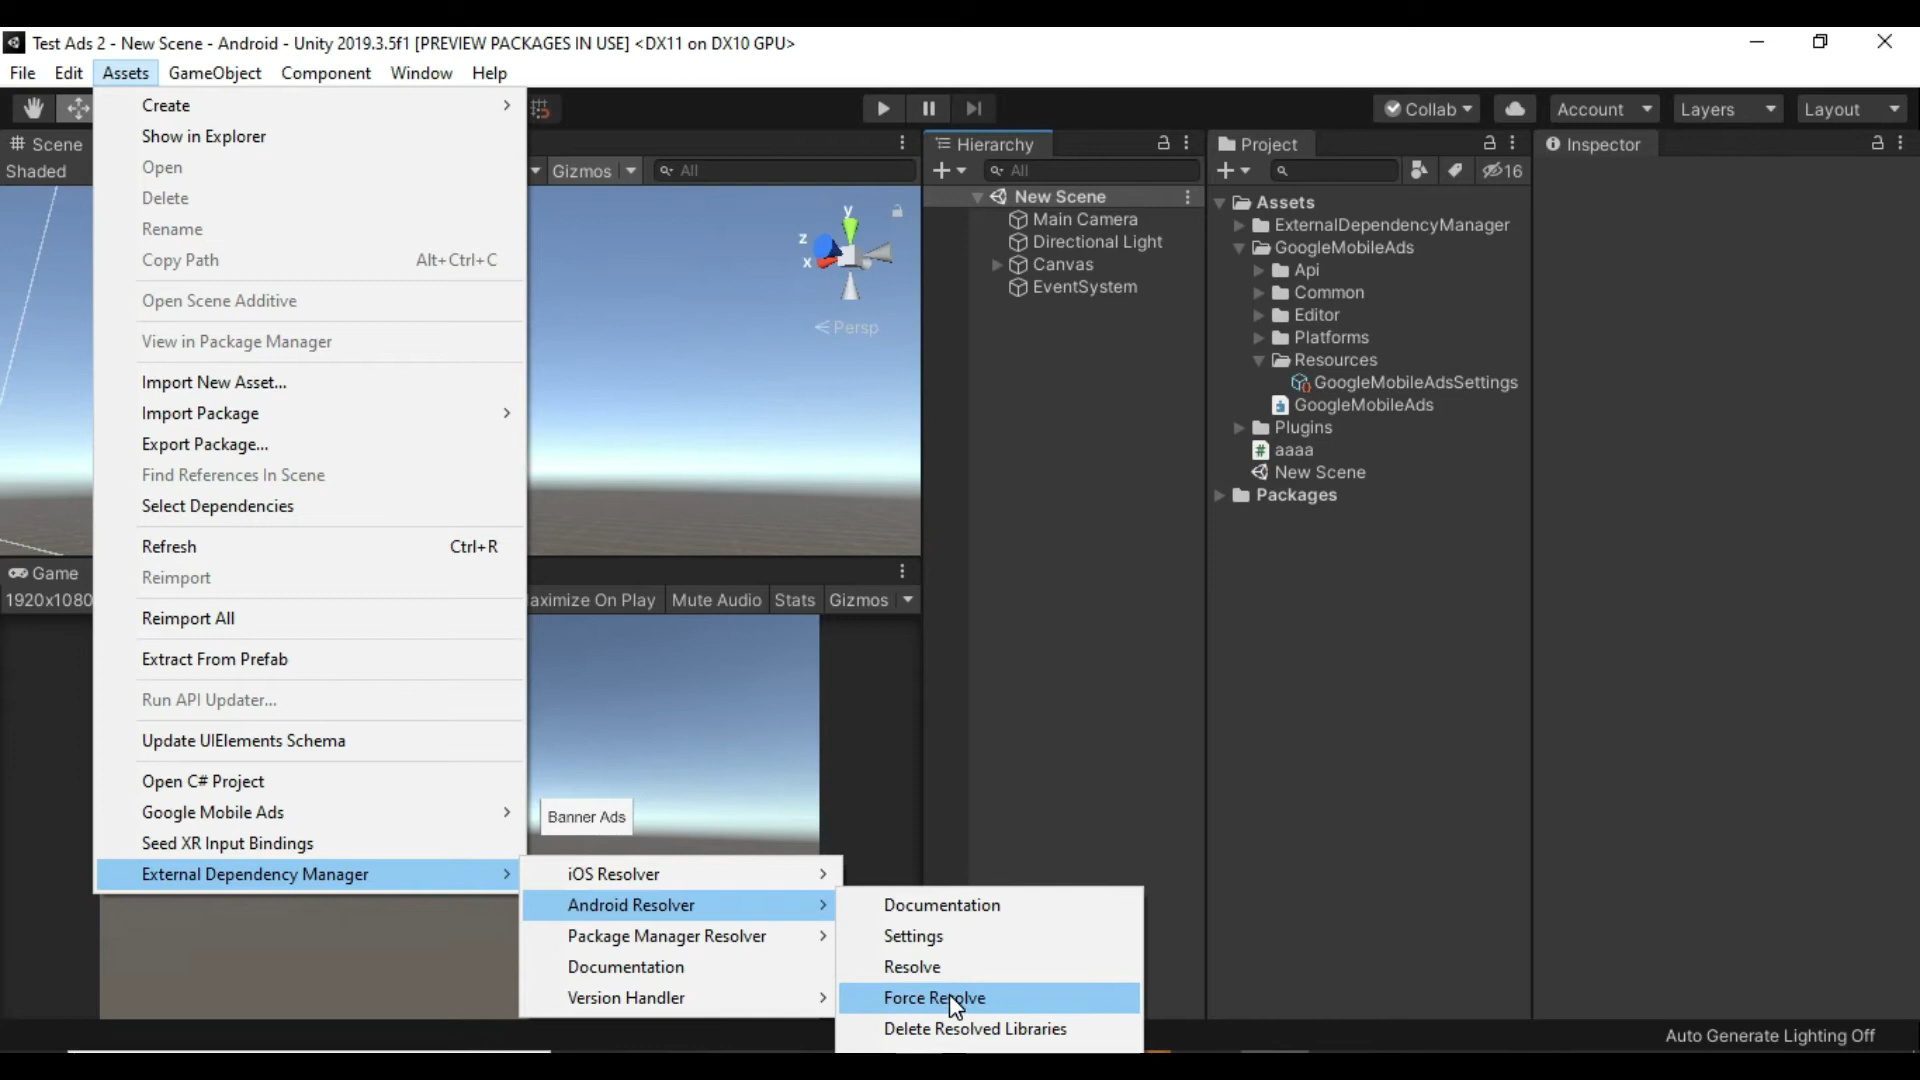 Test Ads 2 - New Scene - Android - Unity 2019.3.5f1 [PREVIEW PACKAGES IN USE] <DX11 on DX10 GPU>
File Edit Assets GameObject Component Window Help
Collab Account Layers Layout
Scene
Shaded
Gizmos All
y
z
x
Persp
Create
Show in Explorer
Open
Delete
Rename
Copy Path Alt+Ctrl+C
Open Scene Additive
View in Package Manager
Import New Asset...
Import Package
Export Package...
Find References In Scene
Select Dependencies
Refresh Ctrl+R
Reimport
Reimport All
Extract From Prefab
Run API Updater...
Update UIElements Schema
Open C# Project
Google Mobile Ads
Seed XR Input Bindings
External Dependency Manager
iOS Resolver
Android Resolver
Package Manager Resolver
Documentation
Version Handler
Documentation
Settings
Resolve
Force Resolve
Delete Resolved Libraries
Game
1920x1080
aximize On Play Mute Audio Stats Gizmos
Banner Ads
Hierarchy
All
New Scene
Main Camera
Directional Light
Canvas
EventSystem
Project
16
Assets
ExternalDependencyManager
GoogleMobileAds
Api
Common
Editor
Platforms
Resources
GoogleMobileAdsSettings
GoogleMobileAds
Plugins
aaaa
New Scene
Packages
Inspector
Auto Generate Lighting Off